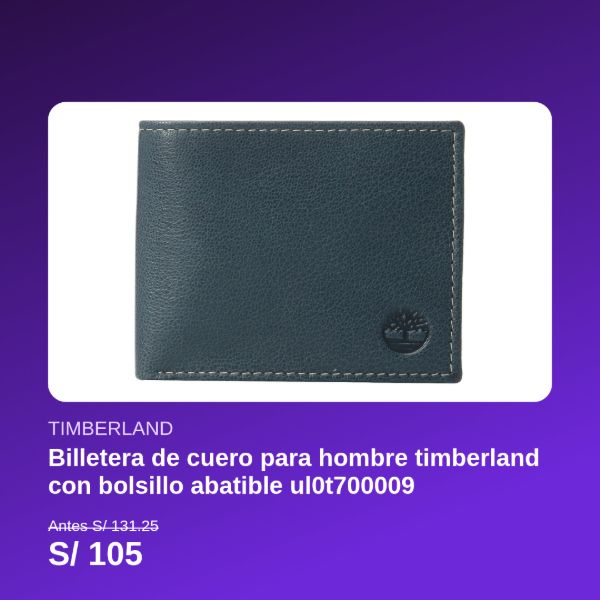 TIMBERLAND
Billetera de cuero para hombre timberland
con bolsillo abatible ul0t700009
Antes S/ 131.25
S/ 105